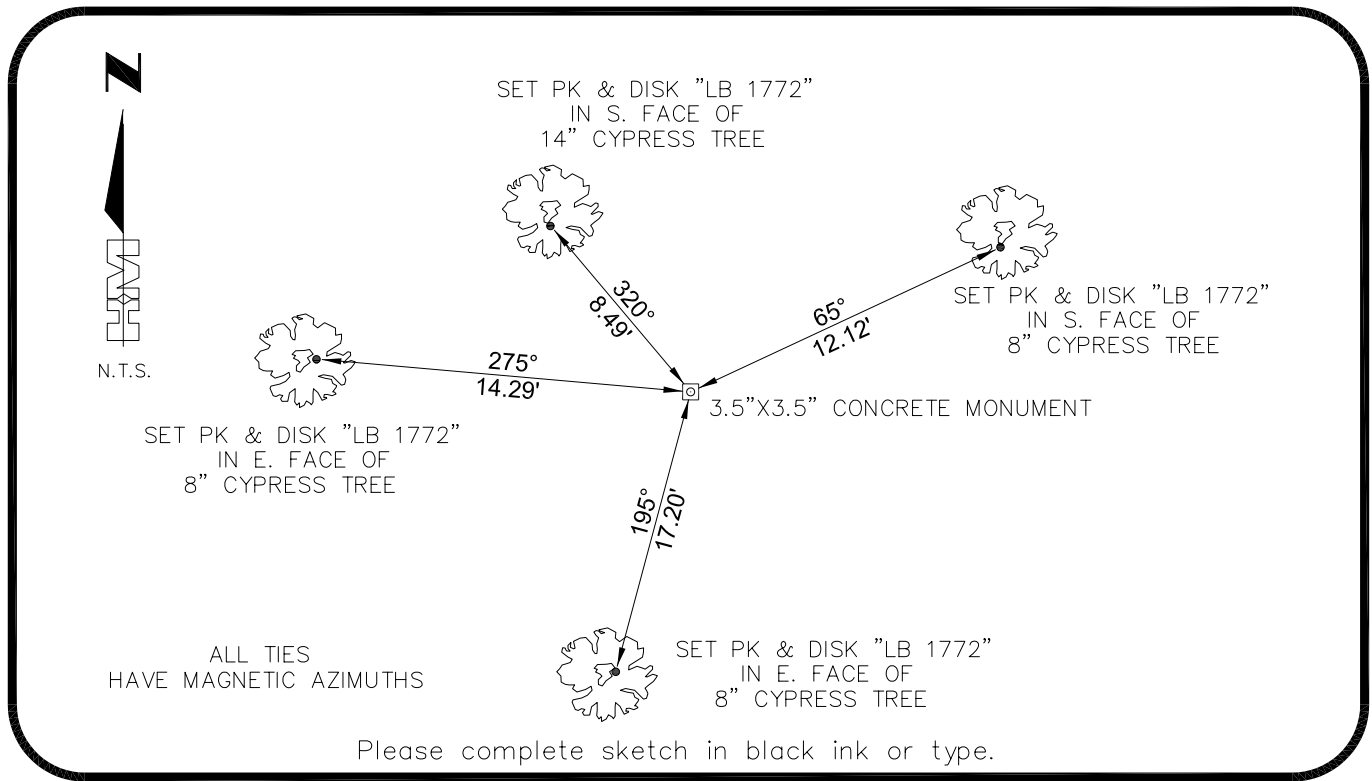 N
SET PK & DISK "LB 1772"
IN S. FACE OF
14" CYPRESS TREE
320°
8.49'
65°
12.12'
SET PK & DISK "LB 1772"
IN S. FACE OF
8" CYPRESS TREE
N.T.S.
275°
14.29'
3.5"X3.5" CONCRETE MONUMENT
SET PK & DISK "LB 1772"
IN E. FACE OF
8" CYPRESS TREE
195°
17.20'
SET PK & DISK "LB 1772"
IN E. FACE OF
8" CYPRESS TREE
ALL TIES
HAVE MAGNETIC AZIMUTHS
Please complete sketch in black ink or type.